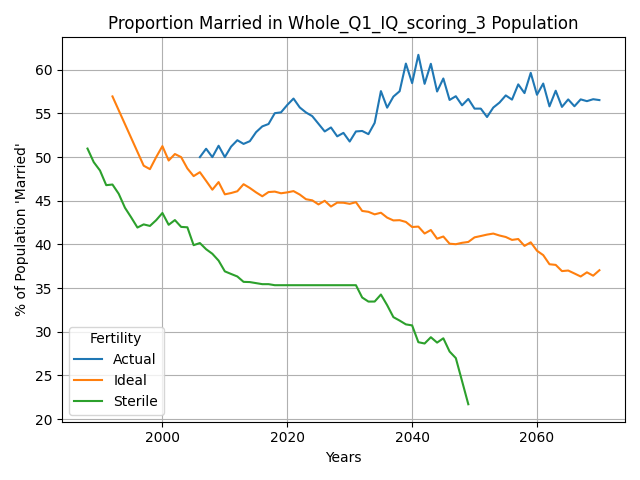 Proportion Married in Whole_Q1_IQ_scoring_3 Population
% of Population 'Married'
60
55
50
45
40
35
30
25
20
Fertility
Actual
Ideal
Sterile
2000 2020 2040 2060
Years